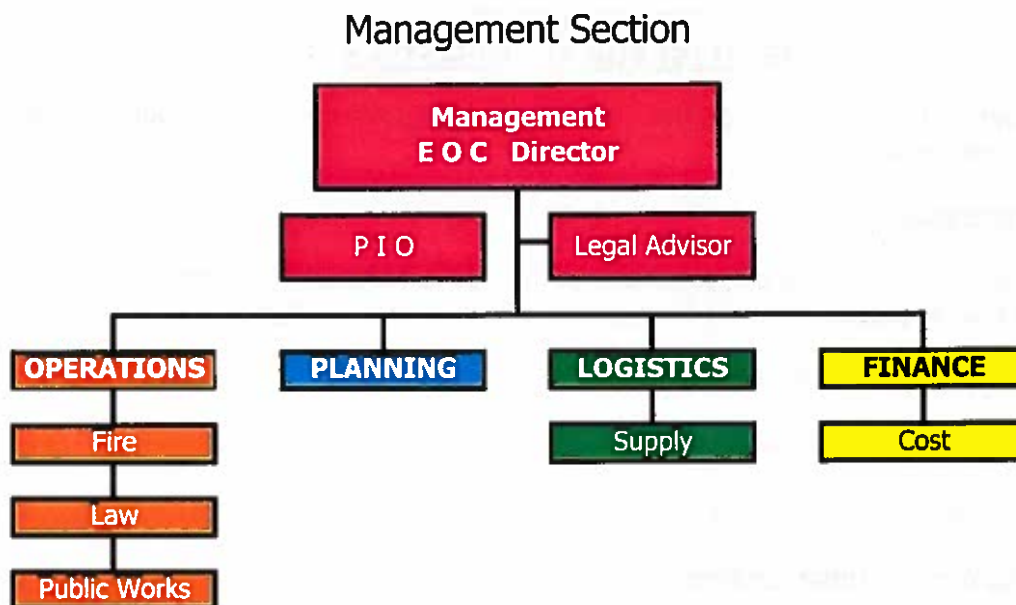 Management Section
Management
E O C Director
P I O
Legal Advisor
OPERATIONS
PLANNING
LOGISTICS
FINANCE
Fire
Supply
Cost
Law
Public Works